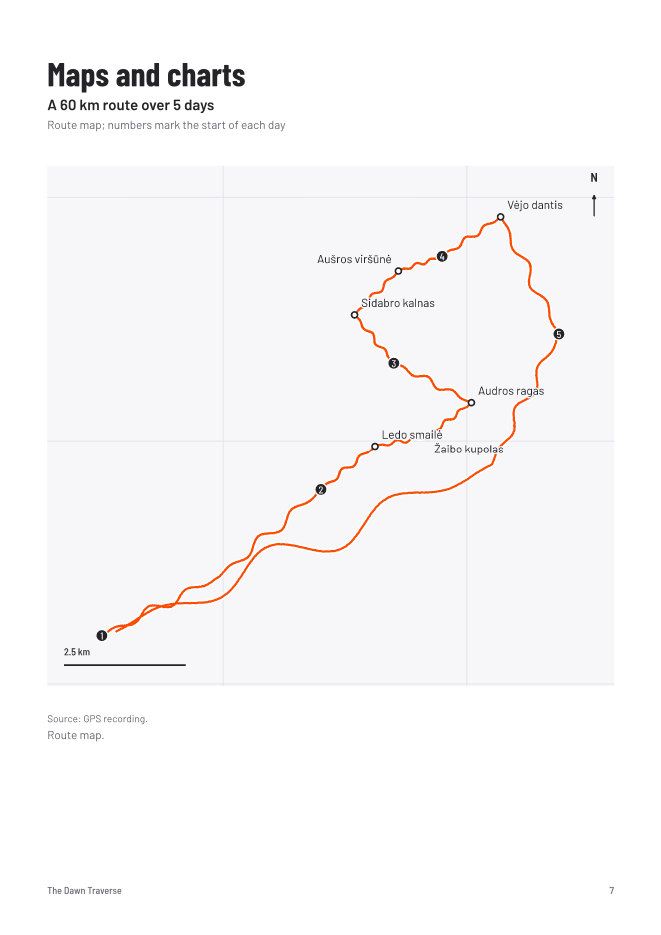 Maps and charts
A 60 km route over 5 days
Route map; numbers mark the start of each day
N
Vėjo dantis
Aušros viršūnė
4
Sidabro kalnas
5
3
Audros ragas
Ledo smailė
Žaibo kupolas
2
1
2.5 km
Source: GPS recording.
Route map.
The Dawn Traverse
7